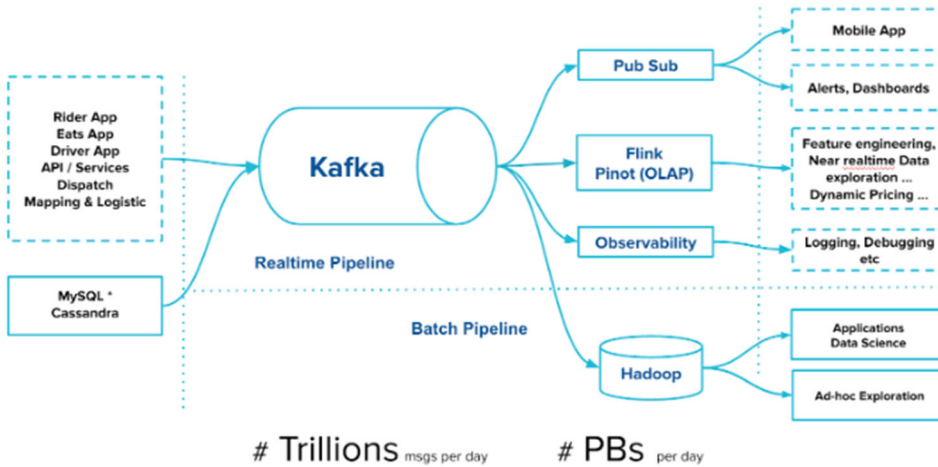 Rider App
Eats App
Driver App
API / Services
Dispatch
Mapping & Logistic
MySQL *
Cassandra
Kafka
Realtime Pipeline
Batch Pipeline
Pub Sub
Flink
Pinot (OLAP)
Observability
Hadoop
Mobile App
Alerts, Dashboards
Feature engineering,
Near realtime Data
exploration ...
Dynamic Pricing ...
Logging, Debugging
etc
Applications
Data Science
Ad-hoc Exploration
# Trillions msgs per day
# PBs per day